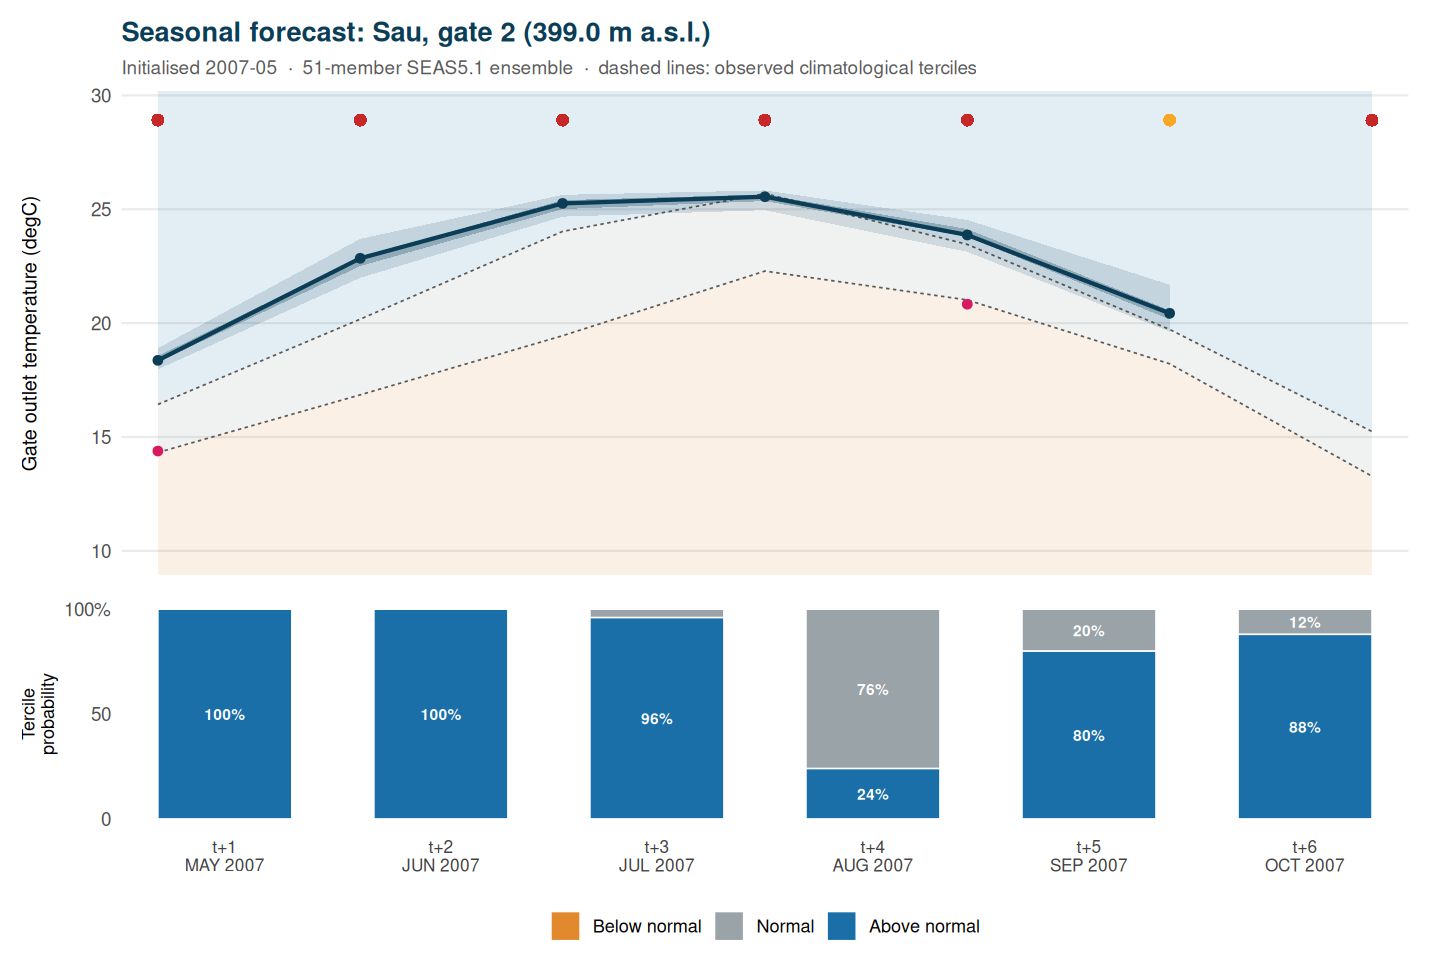 Seasonal forecast: Sau, gate 2 (399.0 m a.s.l.)
Initialised 2007-05 · 51-member SEAS5.1 ensemble · dashed lines: observed climatological terciles
Gate outlet temperature (degC)
30
25
20
15
10
Tercile
probability
100%
50
0
100%
100%
96%
76%
24%
20%
80%
12%
88%
t+1
MAY 2007
t+2
JUN 2007
t+3
JUL 2007
t+4
AUG 2007
t+5
SEP 2007
t+6
OCT 2007
Below normal
Normal
Above normal